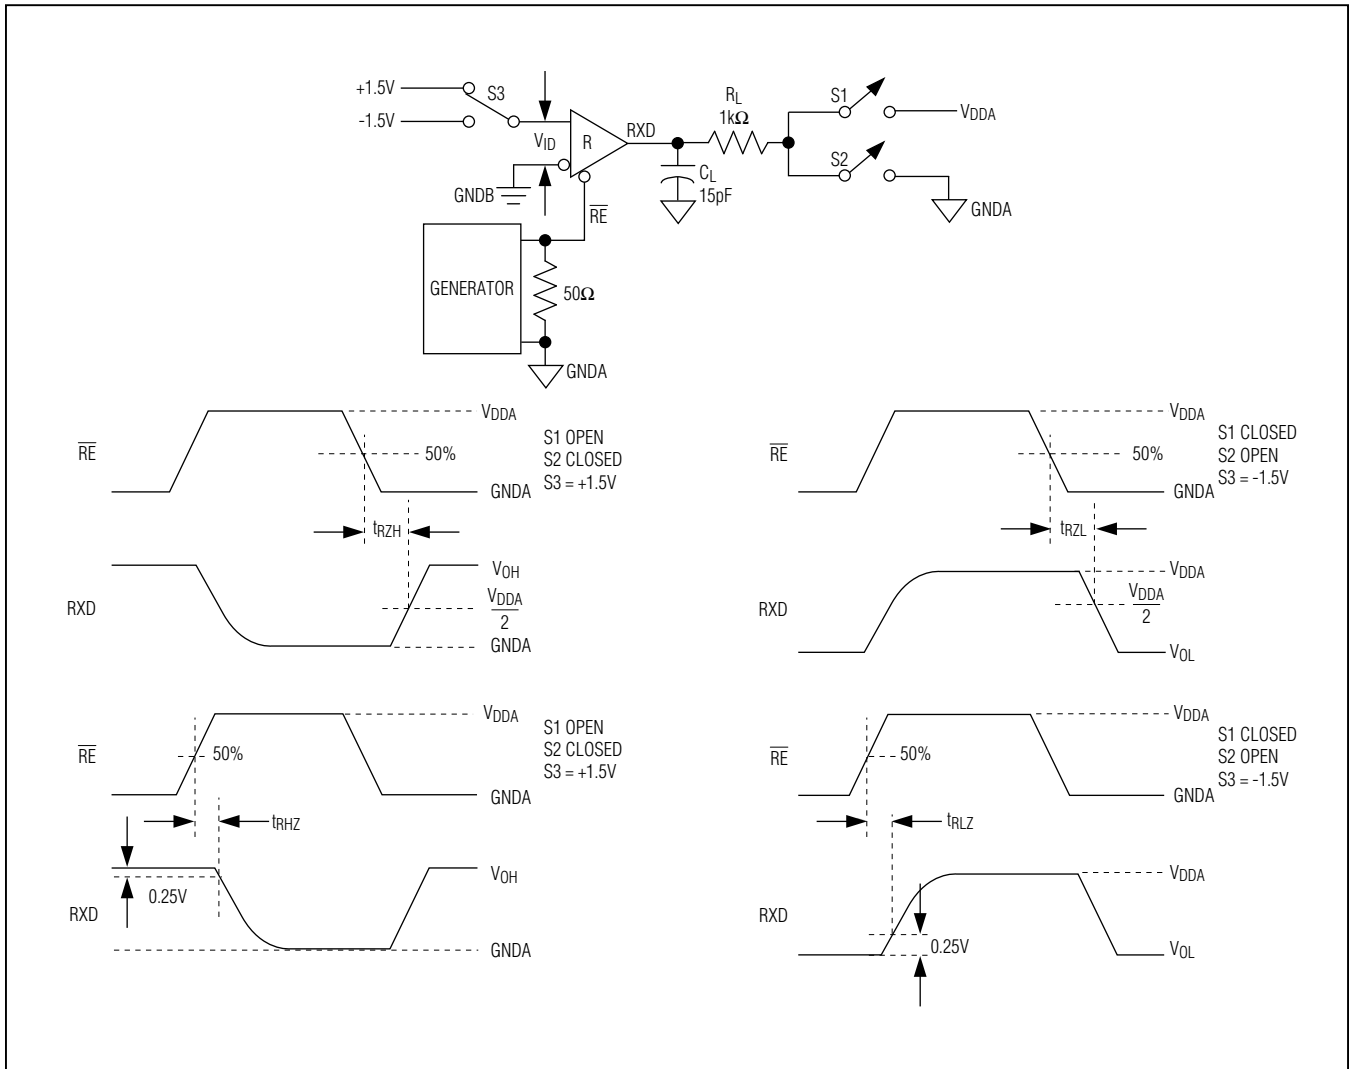 +1.5V
S3
-1.5V
VID
R
RXD
RL
1kΩ
S1
VDDA
S2
CL
15pF
GNDB
RE
GNDA
GENERATOR
50Ω
GNDA
RE
VDDA
50%
GNDA
S1 OPEN
S2 CLOSED
S3 = +1.5V
tRZH
RXD
VOH
VDDA
2
GNDA
RE
VDDA
50%
GNDA
S1 CLOSED
S2 OPEN
S3 = -1.5V
tRZL
RXD
VDDA
VDDA
2
VOL
RE
VDDA
50%
GNDA
S1 OPEN
S2 CLOSED
S3 = +1.5V
tRHZ
RXD
0.25V
VOH
GNDA
RE
VDDA
50%
GNDA
S1 CLOSED
S2 OPEN
S3 = -1.5V
tRLZ
RXD
VDDA
0.25V
VOL